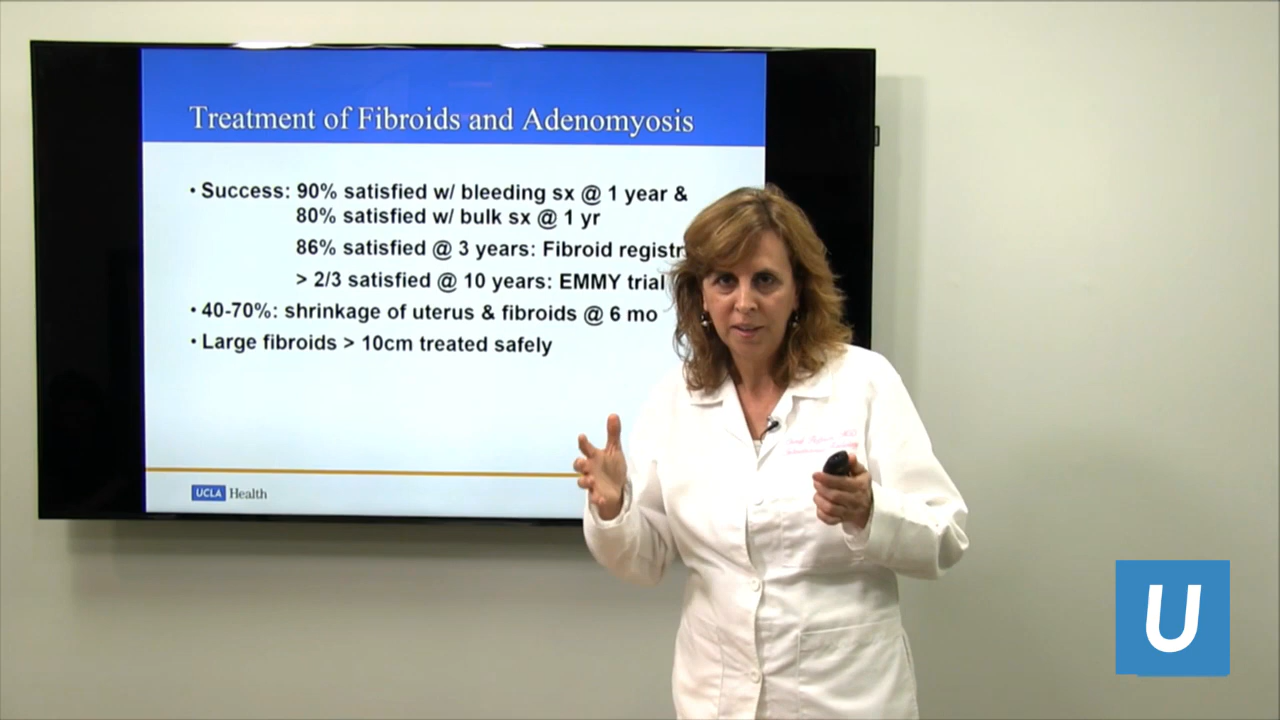 Treatment of Fibroids and Adenomyosis
• Success: 90% satisfied w/ bleeding sx @ 1 year &
80% satisfied w/ bulk sx @ 1 yr
86% satisfied @ 3 years: Fibroid
> 2/3 satisfied @ 10 years: EMMY trial
• 40-70%: shrinkage of uterus & fibroids @ 6 mo
• Large fibroids > 10cm treated safely
UCLA Health
U